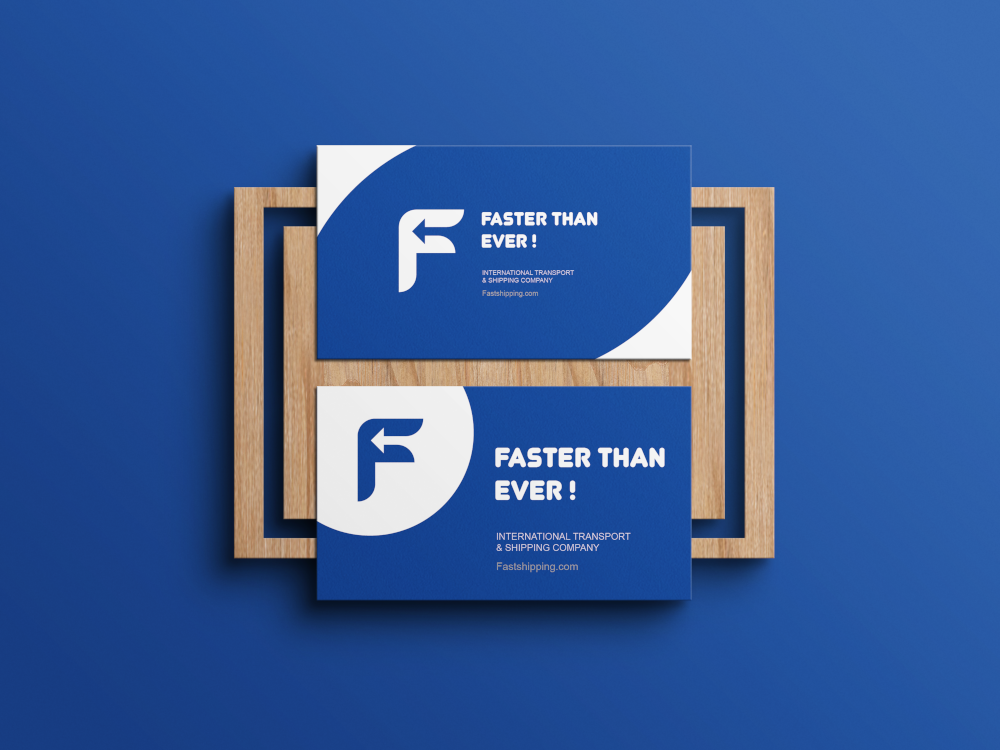 F
FASTER THAN
EVER !
INTERNATIONAL TRANSPORT
& SHIPPING COMPANY
Fastshipping.com
F
FASTER THAN
EVER !
INTERNATIONAL TRANSPORT
& SHIPPING COMPANY
Fastshipping.com